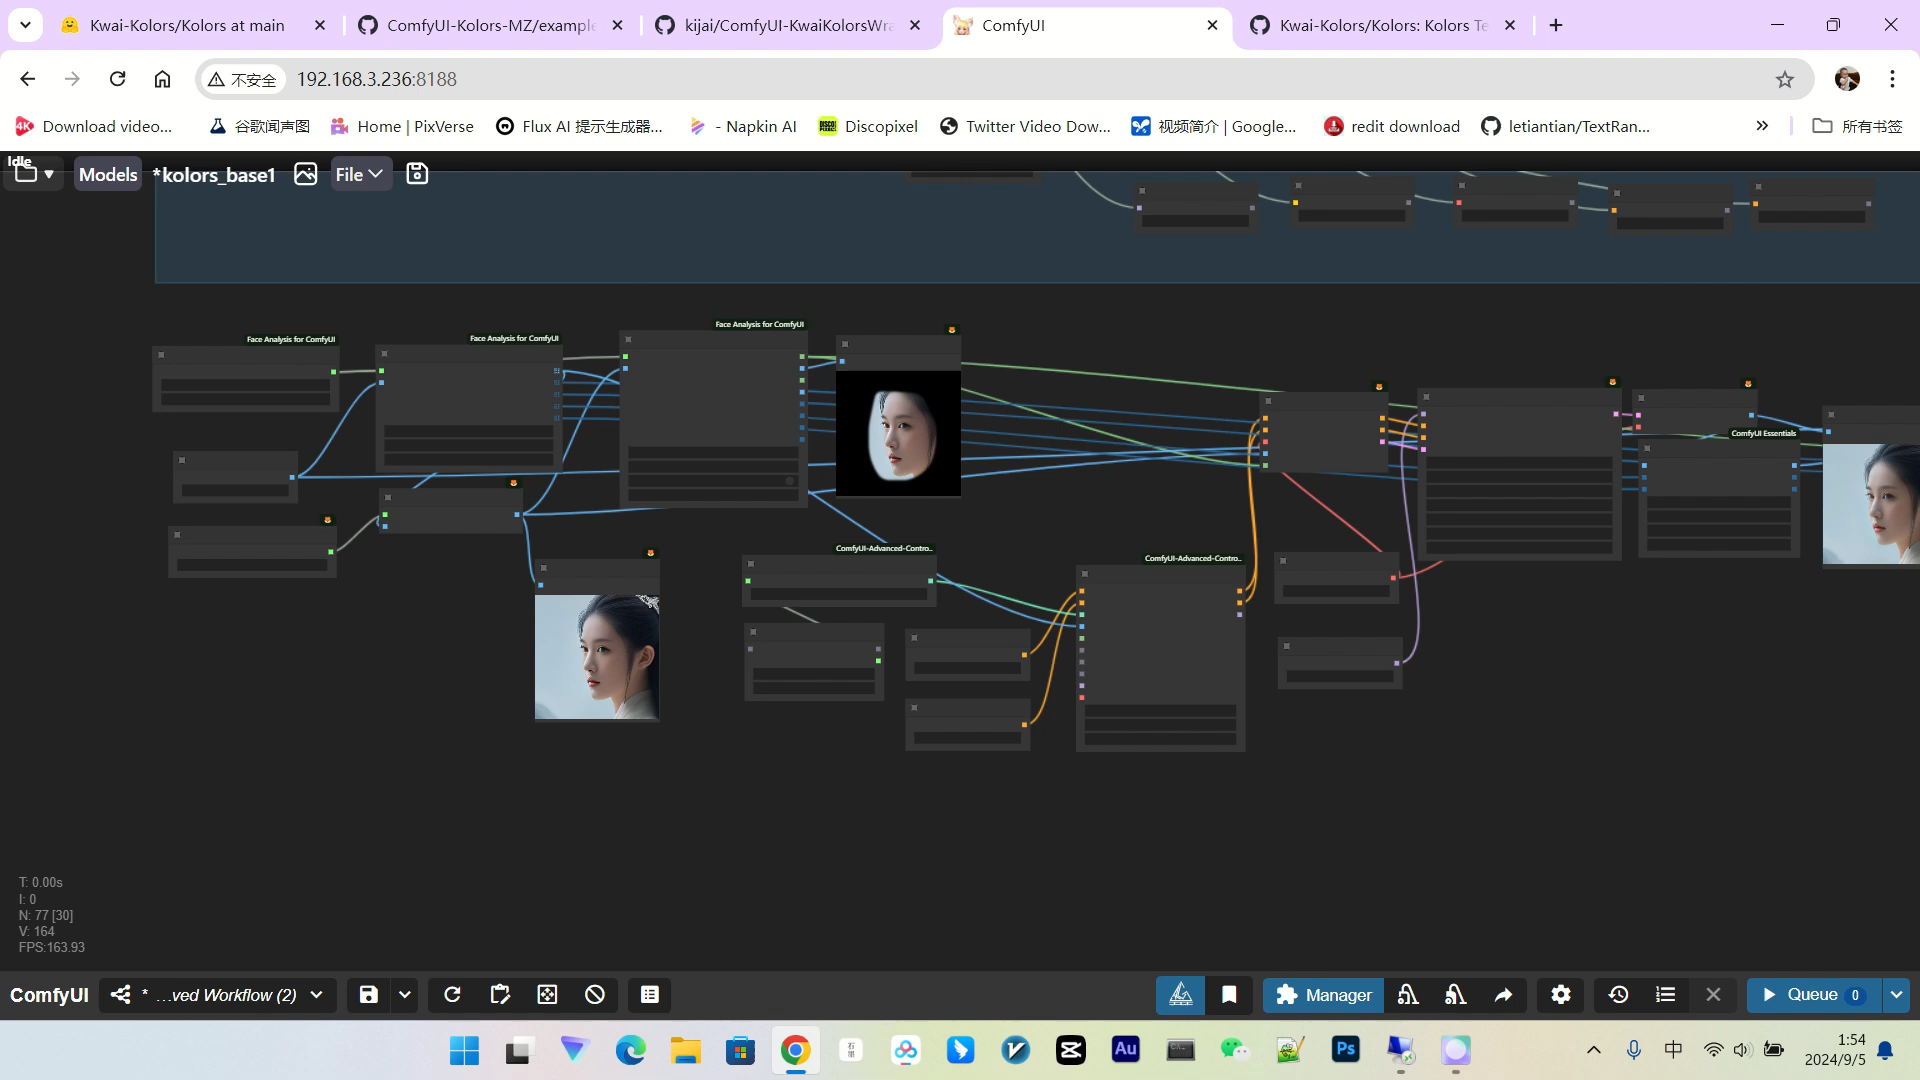 Kwai-Kolors/Kolors at main
ComfyUI-Kolors-MZ/example
kijai/ComfyUI-KwaiKolorsWra
ComfyUI
Kwai-Kolors/Kolors: Kolors Te
不安全
192.168.3.236:8188
Download video...
谷歌闻声图
Home | PixVerse
Flux AI 提示生成器...
- Napkin AI
Discopixel
Twitter Video Dow...
视频简介 | Google...
redit download
letiantian/TextRan...
所有书签
Idle
Models
*kolors_base1
File
Face Analysis for ComfyUI
Face Analysis for ComfyUI
Face Analysis for ComfyUI
ComfyUI Essentials
ComfyUI-Advanced-Contro..
ComfyUI-Advanced-Contro..
T: 0.00s
I: 0
N: 77 [30]
V: 164
FPS:163.93
ComfyUI
* ...ved Workflow (2)
Manager
Queue 0
Au
Ps
中
1:54
2024/9/5